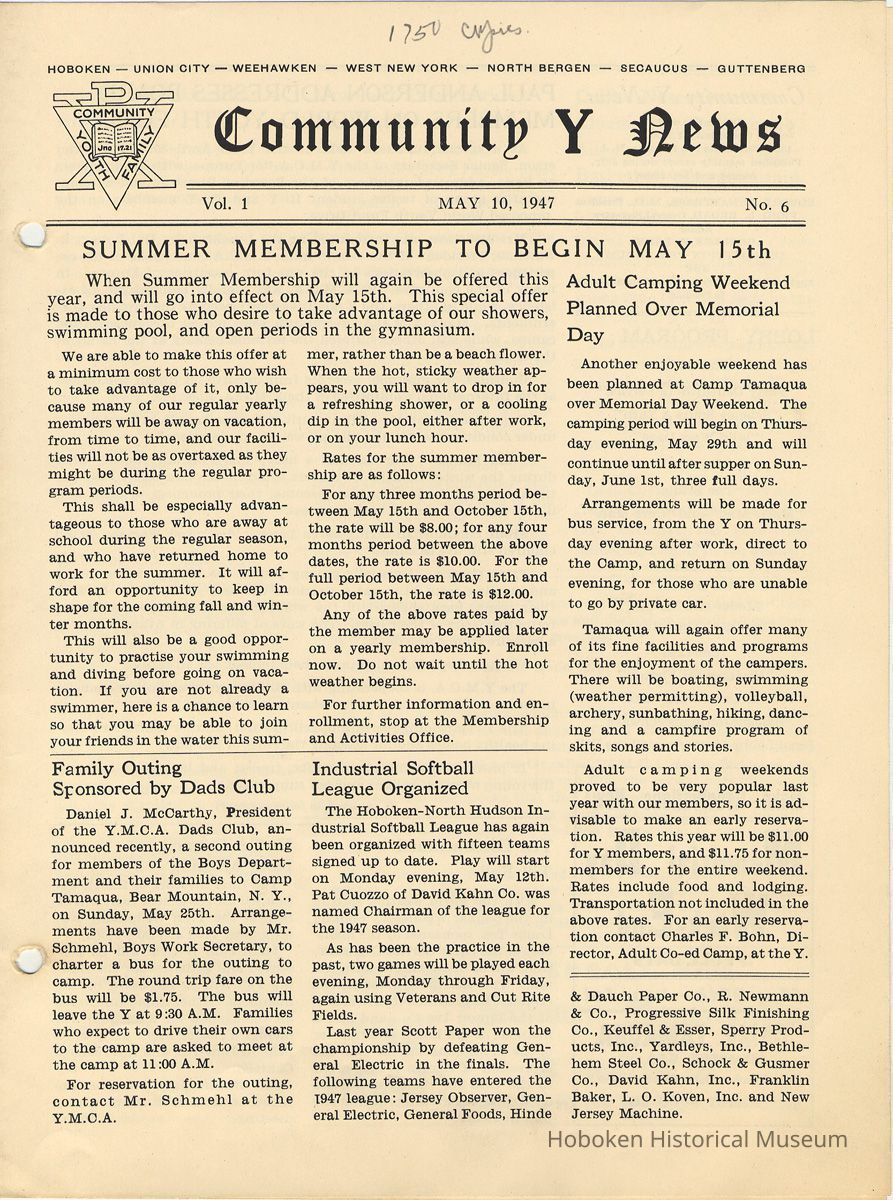 1750 copies.
HOBOKEN — UNION CITY — WEEHAWKEN — WEST NEW YORK — NORTH BERGEN — SECAUCUS — GUTTENBERG
COMMUNITY
YOUTH
FAMILY
Jno 17.21
Community Y News
Vol. 1 MAY 10, 1947 No. 6
SUMMER MEMBERSHIP TO BEGIN MAY 15th
When Summer Membership will again be offered this
year, and will go into effect on May 15th. This special offer
is made to those who desire to take advantage of our showers,
swimming pool, and open periods in the gymnasium.
We are able to make this offer at
a minimum cost to those who wish
to take advantage of it, only be-
cause many of our regular yearly
members will be away on vacation,
from time to time, and our facili-
ties will not be as overtaxed as they
might be during the regular pro-
gram periods.
This shall be especially advan-
tageous to those who are away at
school during the regular season,
and who have returned home to
work for the summer. It will af-
ford an opportunity to keep in
shape for the coming fall and win-
ter months.
This will also be a good oppor-
tunity to practise your swimming
and diving before going on vaca-
tion. If you are not already a
swimmer, here is a chance to learn
so that you may be able to join
your friends in the water this sum-
mer, rather than be a beach flower.
When the hot, sticky weather ap-
pears, you will want to drop in for
a refreshing shower, or a cooling
dip in the pool, either after work,
or on your lunch hour.
Rates for the summer member-
ship are as follows:
For any three months period be-
tween May 15th and October 15th,
the rate will be $8.00; for any four
months period between the above
dates, the rate is $10.00. For the
full period between May 15th and
October 15th, the rate is $12.00.
Any of the above rates paid by
the member may be applied later
on a yearly membership. Enroll
now. Do not wait until the hot
weather begins.
For further information and en-
rollment, stop at the Membership
and Activities Office.
Adult Camping Weekend
Planned Over Memorial
Day
Another enjoyable weekend has
been planned at Camp Tamaqua
over Memorial Day Weekend. The
camping period will begin on Thurs-
day evening, May 29th and will
continue until after supper on Sun-
day, June 1st, three full days.
Arrangements will be made for
bus service, from the Y on Thurs-
day evening after work, direct to
the Camp, and return on Sunday
evening, for those who are unable
to go by private car.
Tamaqua will again offer many
of its fine facilities and programs
for the enjoyment of the campers.
There will be boating, swimming
(weather permitting), volleyball,
archery, sunbathing, hiking, danc-
ing and a campfire program of
skits, songs and stories.
Adult camping weekends
proved to be very popular last
year with our members, so it is ad-
visable to make an early reserva-
tion. Rates this year will be $11.00
for Y members, and $11.75 for non-
members for the entire weekend.
Rates include food and lodging.
Transportation not included in the
above rates. For an early reserva-
tion contact Charles F. Bohn, Di-
rector, Adult Co-ed Camp, at the Y.
Family Outing
Sponsored by Dads Club
Daniel J. McCarthy, President
of the Y.M.C.A. Dads Club, an-
nounced recently, a second outing
for members of the Boys Depart-
ment and their families to Camp
Tamaqua, Bear Mountain, N. Y.,
on Sunday, May 25th. Arrange-
ments have been made by Mr.
Schmehl, Boys Work Secretary, to
charter a bus for the outing to
camp. The round trip fare on the
bus will be $1.75. The bus will
leave the Y at 9:30 A.M. Families
who expect to drive their own cars
to the camp are asked to meet at
the camp at 11:00 A.M.
For reservation for the outing,
contact Mr. Schmehl at the
Y.M.C.A.
Industrial Softball
League Organized
The Hoboken-North Hudson In-
dustrial Softball League has again
been organized with fifteen teams
signed up to date. Play will start
on Monday evening, May 12th.
Pat Cuozzo of David Kahn Co. was
named Chairman of the league for
the 1947 season.
As has been the practice in the
past, two games will be played each
evening, Monday through Friday,
again using Veterans and Cut Rite
Fields.
Last year Scott Paper won the
championship by defeating Gen-
eral Electric in the finals. The
following teams have entered the
1947 league: Jersey Observer, Gen-
eral Electric, General Foods, Hinde
& Dauch Paper Co., R. Newmann
& Co., Progressive Silk Finishing
Co., Keuffel & Esser, Sperry Prod-
ucts, Inc., Yardleys, Inc., Bethle-
hem Steel Co., Schock & Gusmer
Co., David Kahn, Inc., Franklin
Baker, L. O. Koven, Inc. and New
Jersey Machine.
Hoboken Historical Museum